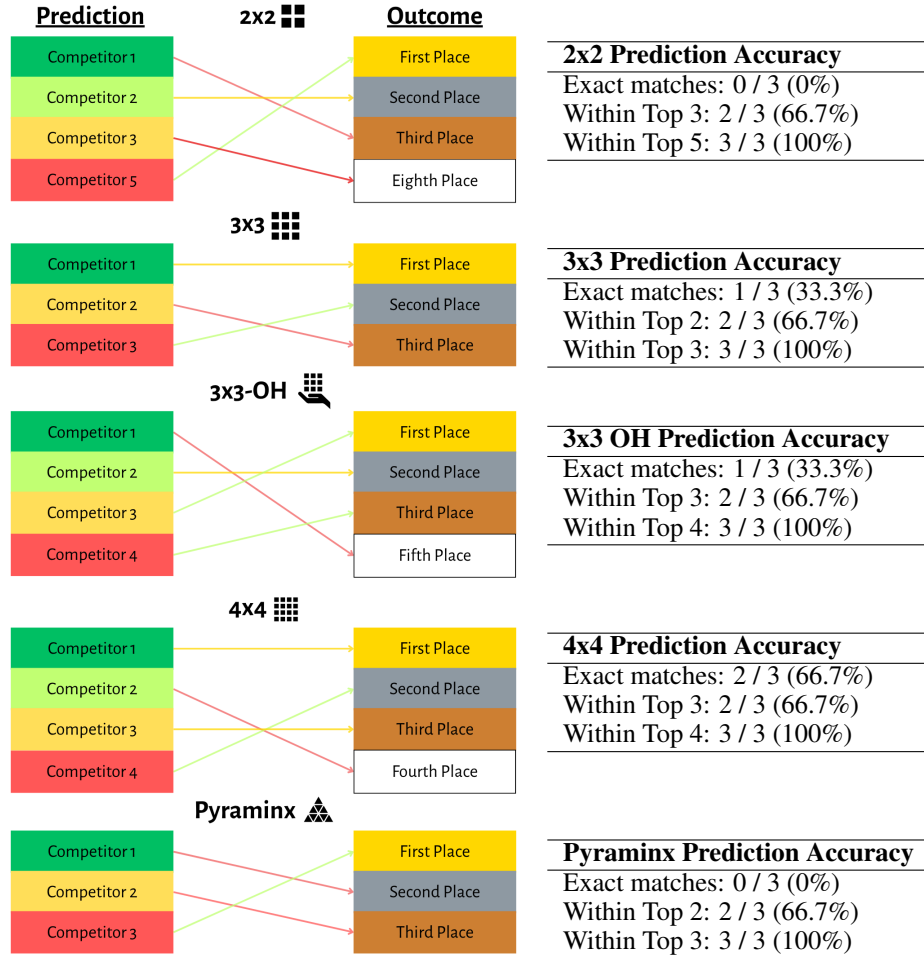 Prediction
2x2
Outcome
Competitor 1
First Place
Competitor 2
Second Place
Competitor 3
Third Place
Competitor 5
Eighth Place
2x2 Prediction Accuracy
Exact matches: 0 / 3 (0%)
Within Top 3: 2 / 3 (66.7%)
Within Top 5: 3 / 3 (100%)
3x3
Competitor 1
First Place
Competitor 2
Second Place
Competitor 3
Third Place
3x3 Prediction Accuracy
Exact matches: 1 / 3 (33.3%)
Within Top 2: 2 / 3 (66.7%)
Within Top 3: 3 / 3 (100%)
3x3-OH
Competitor 1
First Place
Competitor 2
Second Place
Competitor 3
Third Place
Competitor 4
Fifth Place
3x3 OH Prediction Accuracy
Exact matches: 1 / 3 (33.3%)
Within Top 3: 2 / 3 (66.7%)
Within Top 4: 3 / 3 (100%)
4x4
Competitor 1
First Place
Competitor 2
Second Place
Competitor 3
Third Place
Competitor 4
Fourth Place
4x4 Prediction Accuracy
Exact matches: 2 / 3 (66.7%)
Within Top 3: 2 / 3 (66.7%)
Within Top 4: 3 / 3 (100%)
Pyraminx
Competitor 1
First Place
Competitor 2
Second Place
Competitor 3
Third Place
Pyraminx Prediction Accuracy
Exact matches: 0 / 3 (0%)
Within Top 2: 2 / 3 (66.7%)
Within Top 3: 3 / 3 (100%)